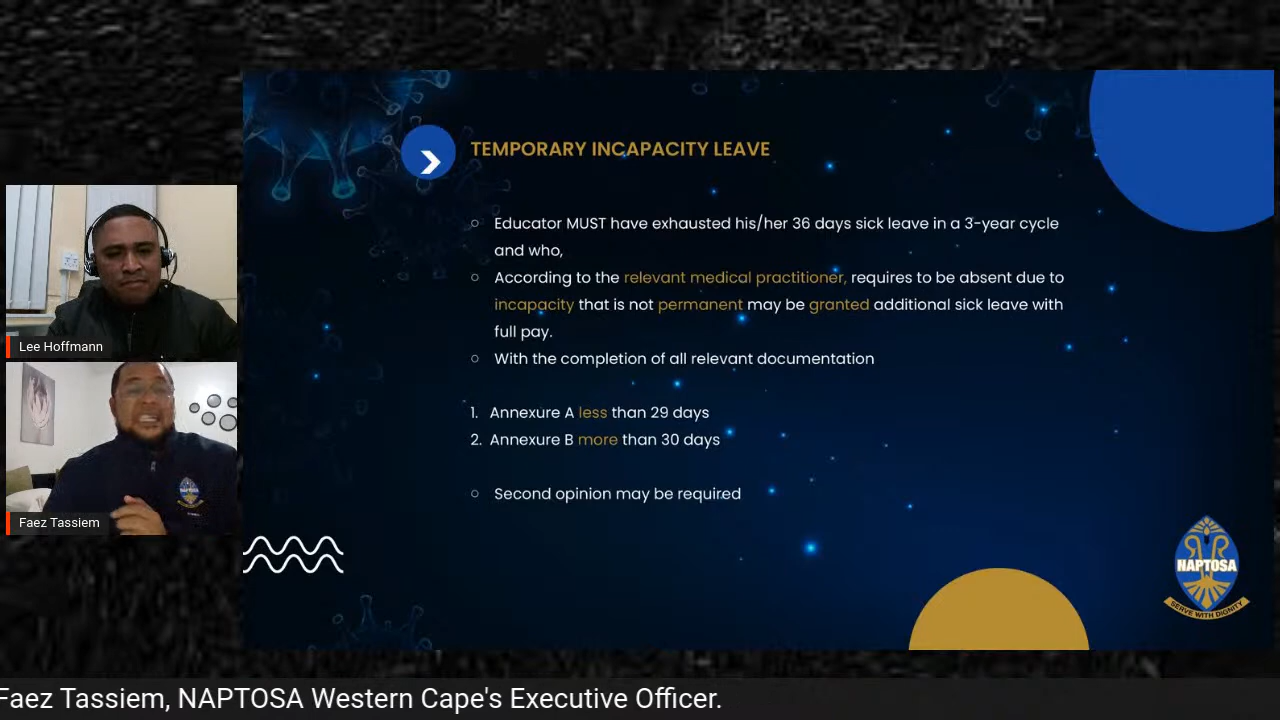 TEMPORARY INCAPACITY LEAVE
Educator MUST have exhausted his/her 36 days sick leave in a 3-year cycle
and who,
According to the relevant medical practitioner, requires to be absent due to
incapacity that is not permanent may be granted additional sick leave with
full pay.
With the completion of all relevant documentation
1. Annexure A less than 29 days
2. Annexure B more than 30 days
Second opinion may be required
Lee Hoffmann
Faez Tassiem
NAPTOSA
NAPTOSA
SERVE WITH DIGNITY
Faez Tassiem, NAPTOSA Western Cape's Executive Officer.